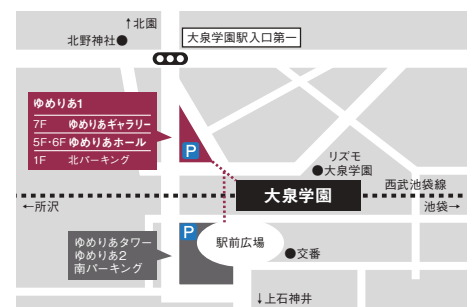 ↑北園
北野神社●
大泉学園駅入口第一
ゆめりあ1
7F ゆめりあギャラリー
5F・6F ゆめりあホール
1F 北パーキング
P
リズモ
●大泉学園
西武池袋線
大泉学園
←所沢
池袋→
P
ゆめりあタワー
ゆめりあ2
南パーキング
駅前広場
●交番
↓上石神井